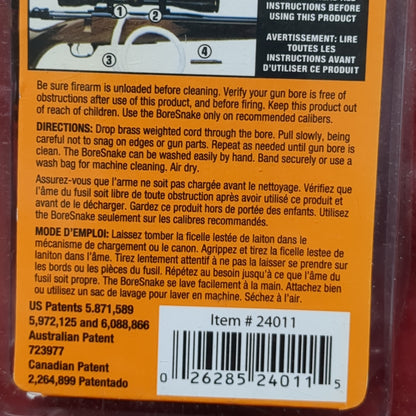 INSTRUCTIONS BEFORE
USING THIS PRODUCT
AVERTISSEMENT: LIRE
TOUTES LES
INSTRUCTIONS AVANT
D'UTILISER CE PRODUIT
1
2
3
4
Be sure firearm is unloaded before cleaning. Verify your gun bore is free of
obstructions after use of this product, and before firing. Keep this product out
of reach of children. Use the BoreSnake only on recommended calibers.
DIRECTIONS: Drop brass weighted cord through the bore. Pull slowly, being
careful not to snag on edges or gun parts. Repeat as needed until gun bore is
clean. The BoreSnake can be washed easily by hand. Band securely or use a
wash bag for machine cleaning. Air dry.
Assurez-vous que l'arme ne soit pas chargée avant le nettoyage. Vérifiez que
l'âme du fusil soit libre de toute obstruction après avoir utilisé ce produit et
avant de le décharger. Gardez ce produit hors de portée des enfants. Utilisez
the BoreSnake seulement sur les calibres recommandés.
MODE D'EMPLOI: Laissez tomber la ficelle lestée de laiton dans le
mécanisme de chargement ou le canon. Agrippez et tirez la ficelle lestee de
laniton dans l'âme. Tirez lentement attentif à ne pas la laisser se prendre sur
les bords ou les pièces du fusil. Répétez au besoin jusqu'à ce que l'âme du
fusil soit propre. The BoreSnake se lave facilement à la main. Attachez bien
ou utilisez un sac de lavage pour laver en machine. Séchez à l'air.
US Patents 5.871,589
5,972,125 and 6,088,866
Australian Patent
723977
Canadian Patent
2,264,899 Patentado
Item # 24011
0 26285 24011 5